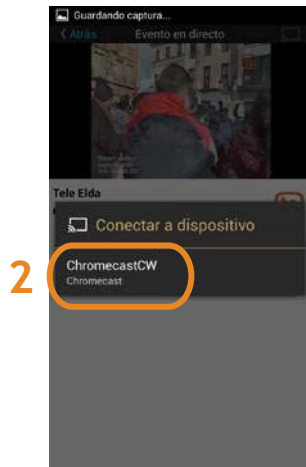 Guardando captura...
Atrás Evento en directo
Tele Elda
Conectar a dispositivo
2
ChromecastCW
Chromecast